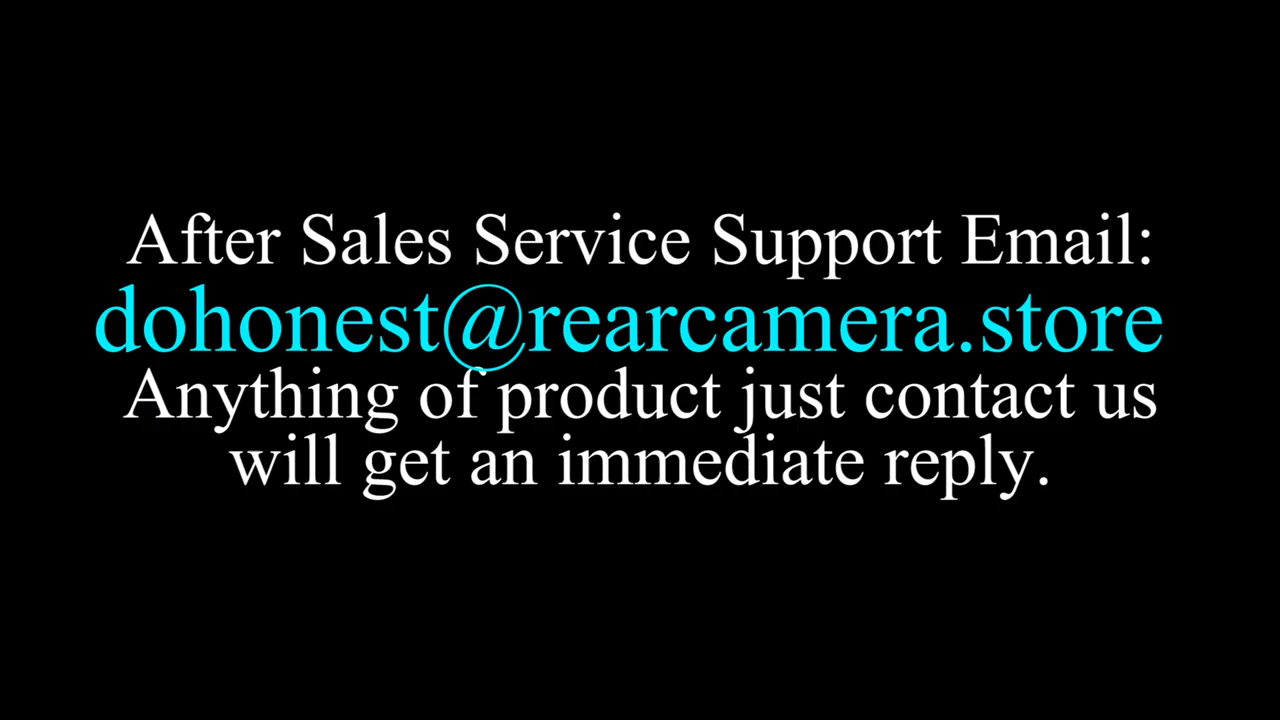 After Sales Service Support Email:
dohonest@rearcamera.store
Anything of product just contact us
will get an immediate reply.